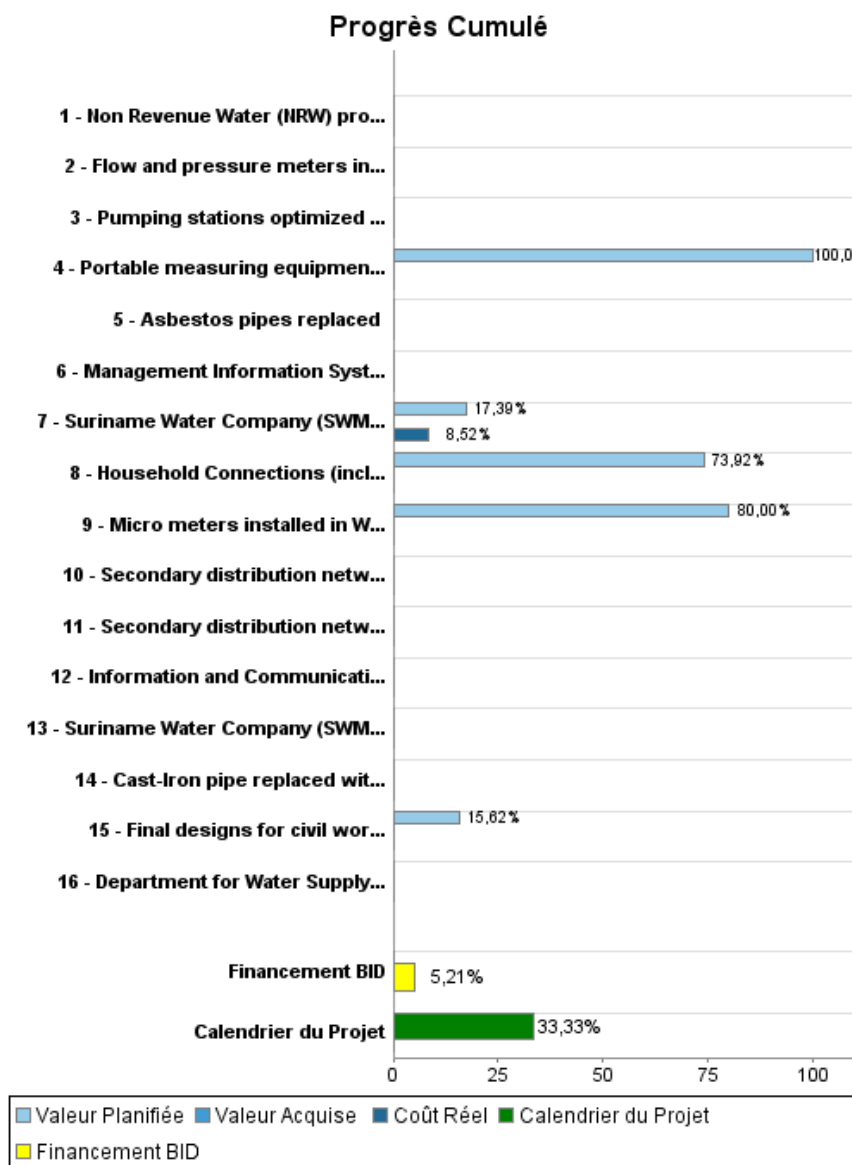 Progrès Cumulé
1 - Non Revenue Water (NRW) pro...
2 - Flow and pressure meters in...
3 - Pumping stations optimized ...
100,0
4 - Portable measuring equipmen...
5 - Asbestos pipes replaced
6 - Management Information Syst...
17,39%
7 - Suriname Water Company (SWM...
8,52%
73,92%
8 - Household Connections (incl...
80,00%
9 - Micro meters installed in W...
10 - Secondary distribution netw...
11 - Secondary distribution netw...
12 - Information and Communicati...
13 - Suriname Water Company (SWM...
14 - Cast-Iron pipe replaced wit...
15,62%
15 - Final designs for civil wor...
16 - Department for Water Supply...
Financement BID 5,21%
Calendrier du Projet 33,33%
0 25 50 75 100
Valeur Planifiée Valeur Acquise Coût Réel Calendrier du Projet
Financement BID